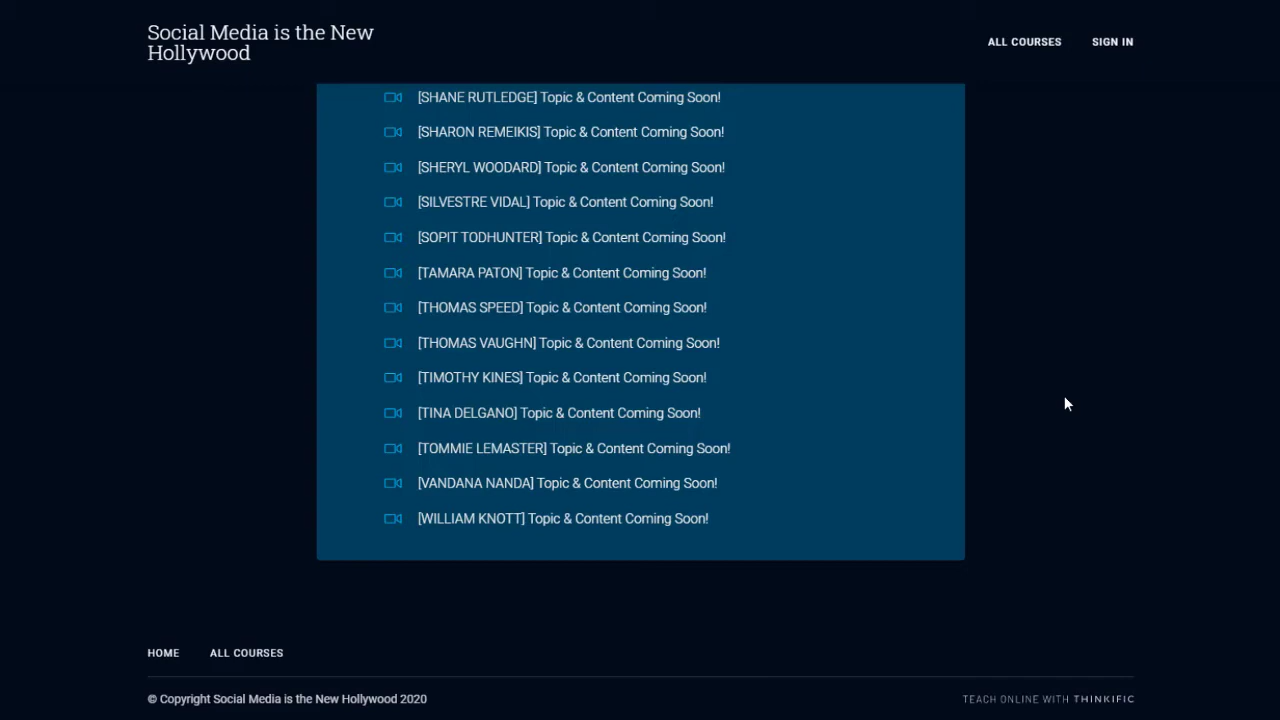 Social Media is the New
Hollywood
ALL COURSES
SIGN IN
[SHANE RUTLEDGE] Topic & Content Coming Soon!
[SHARON REMEIKIS] Topic & Content Coming Soon!
[SHERYL WOODARD] Topic & Content Coming Soon!
[SILVESTRE VIDAL] Topic & Content Coming Soon!
[SOPIT TODHUNTER] Topic & Content Coming Soon!
[TAMARA PATON] Topic & Content Coming Soon!
[THOMAS SPEED] Topic & Content Coming Soon!
[THOMAS VAUGHN] Topic & Content Coming Soon!
[TIMOTHY KINES] Topic & Content Coming Soon!
[TINA DELGANO] Topic & Content Coming Soon!
[TOMMIE LEMASTER] Topic & Content Coming Soon!
[VANDANA NANDA] Topic & Content Coming Soon!
[WILLIAM KNOTT] Topic & Content Coming Soon!
HOME
ALL COURSES
© Copyright Social Media is the New Hollywood 2020
TEACH ONLINE WITH THINKIFIC